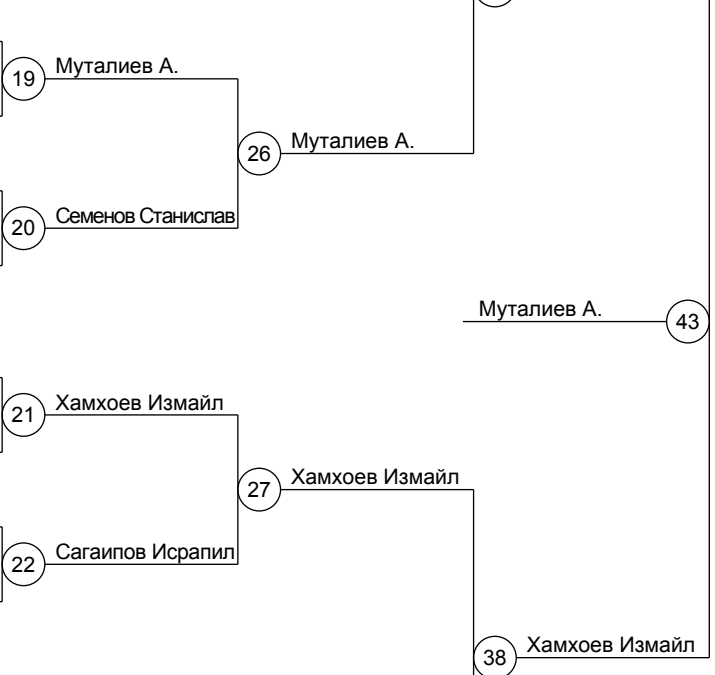 19 Муталиев А.
26 Муталиев А.
20 Семенов Станислав
Муталиев А. 43
21 Хамхоев Измайл
27 Хамхоев Измайл
22 Сагаипов Исрапил
38 Хамхоев Измайл